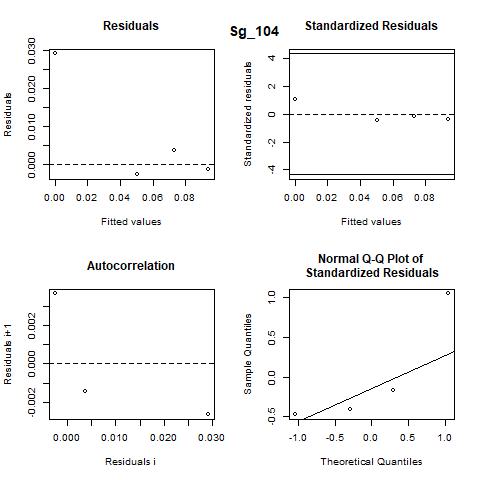 Sg_104
Residuals
0.030
0.020
0.010
0.000
Residuals
0.00 0.02 0.04 0.06 0.08
Fitted values
Standardized Residuals
4
2
0
-2
-4
Standardized residuals
0.00 0.02 0.04 0.06 0.08
Fitted values
Autocorrelation
0.002
0.000
-0.002
Residuals i+1
0.000 0.010 0.020 0.030
Residuals i
Normal Q-Q Plot of
Standardized Residuals
1.0
0.5
0.0
-0.5
Sample Quantiles
-1.0 -0.5 0.0 0.5 1.0
Theoretical Quantiles